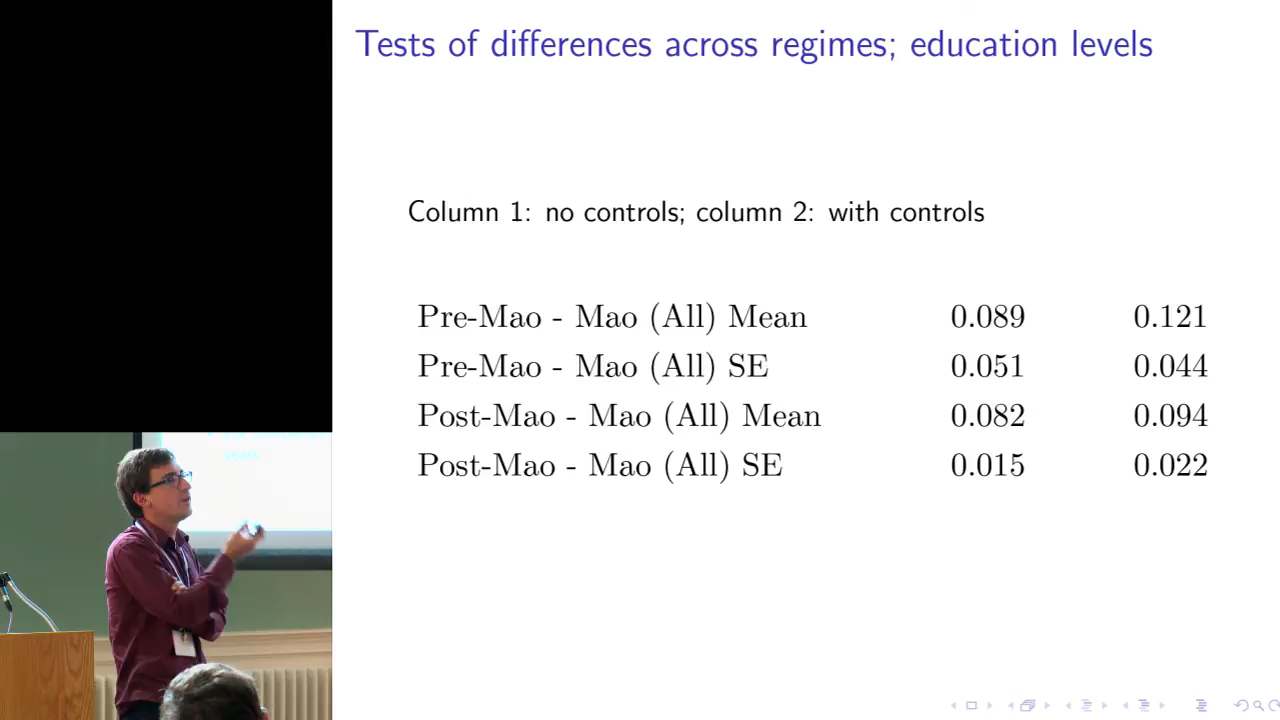 Tests of differences across regimes; education levels
Column 1: no controls; column 2: with controls
Pre-Mao - Mao (All) Mean 0.089 0.121
Pre-Mao - Mao (All) SE 0.051 0.044
Post-Mao - Mao (All) Mean 0.082 0.094
Post-Mao - Mao (All) SE 0.015 0.022